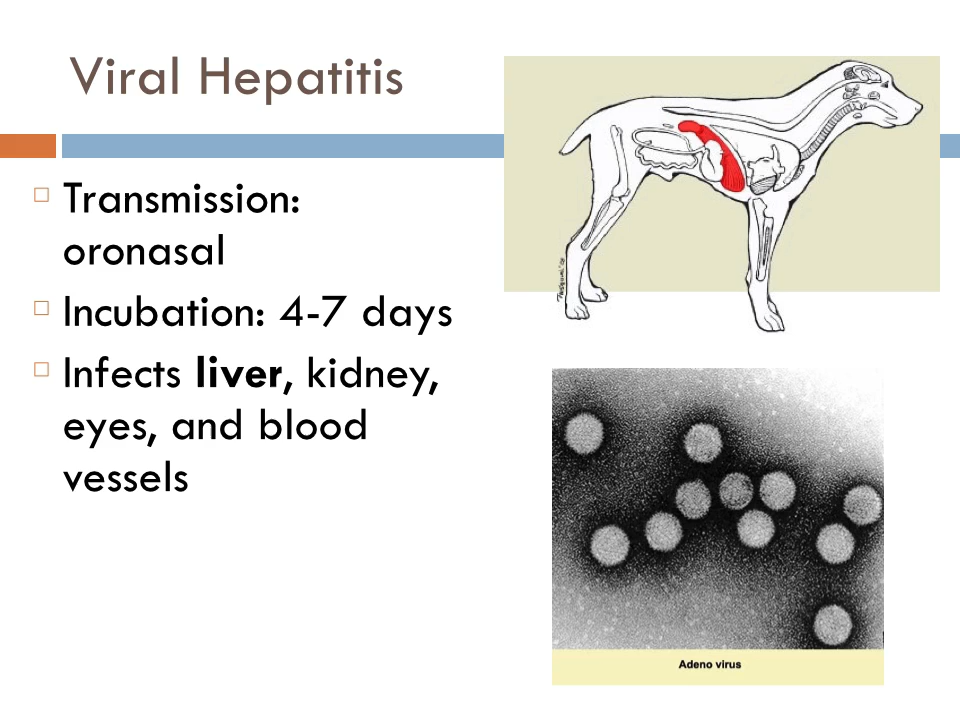 Viral Hepatitis
Transmission:
oronasal
Incubation: 4-7 days
Infects liver, kidney,
eyes, and blood
vessels
Adeno virus